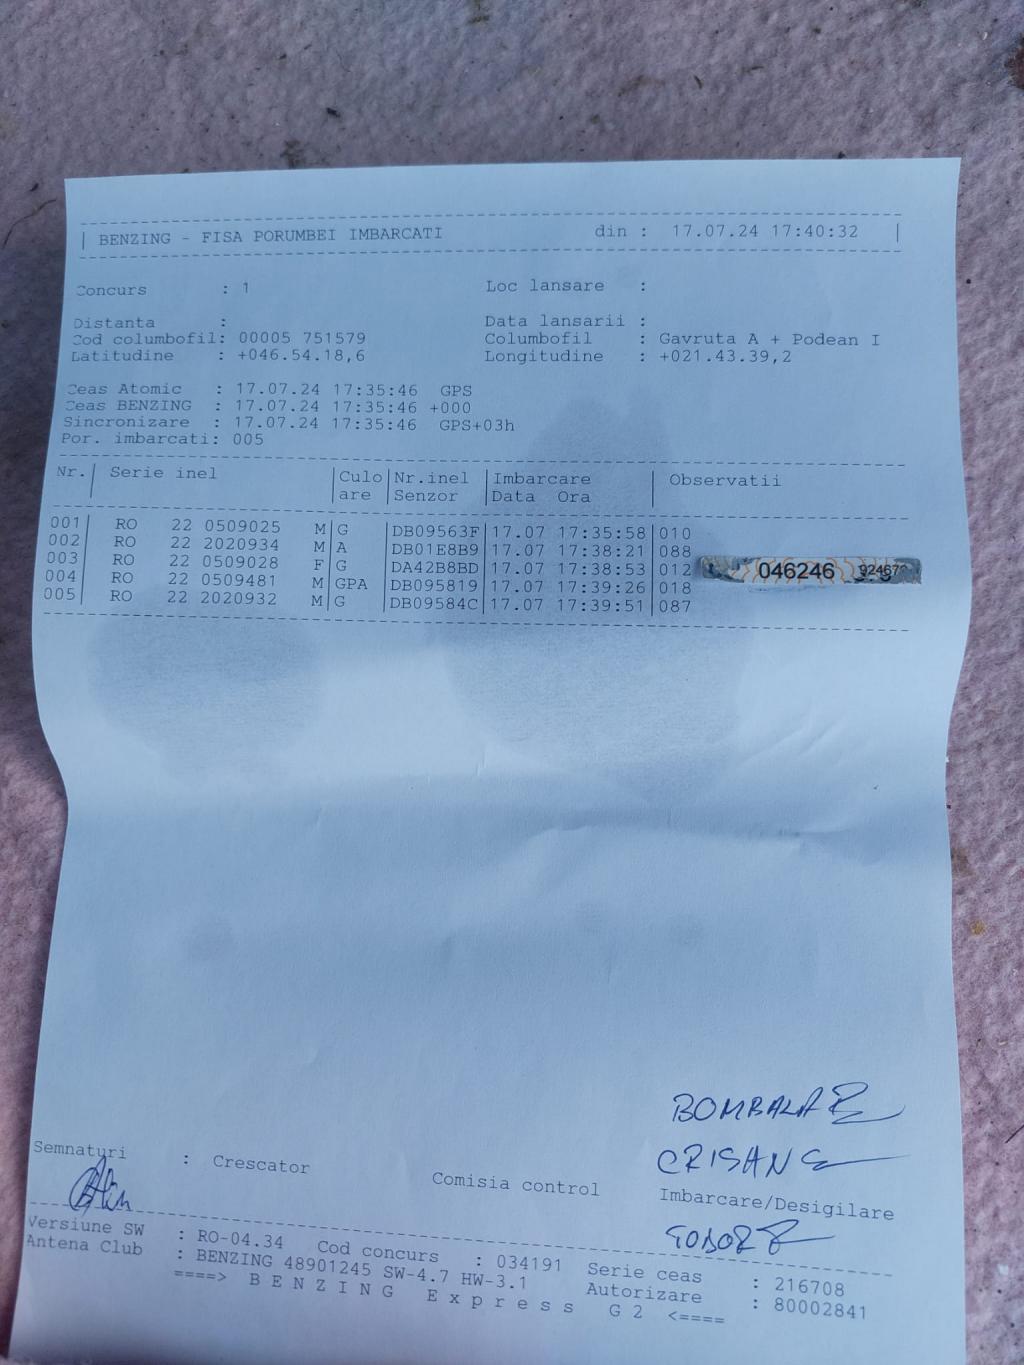 BENZING - FISA PORUMBEI IMBARCATI din : 17.07.24 17:40:32
Concurs : 1 Loc lansare :
Distanta : Data lansarii :
Cod columbofil: 00005 751579 Columbofil : Gavruta A + Podean I
Latitudine : +046.54.18,6 Longitudine : +021.43.39,2
Ceas Atomic : 17.07.24 17:35:46 GPS
Ceas BENZING : 17.07.24 17:35:46 +000
Sincronizare : 17.07.24 17:35:46 GPS+03h
Por. imbarcati: 005
Nr. Serie inel Culo Nr.inel Imbarcare Observatii
are Senzor Data Ora
001 RO 22 0509025 M G DB09563F 17.07 17:35:58 010
002 RO 22 2020934 M A DB01E8B9 17.07 17:38:21 088
003 RO 22 0509028 F G DA42B8BD 17.07 17:38:53 012 046246
004 RO 22 0509481 M GPA DB095819 17.07 17:39:26 018
005 RO 22 2020932 M G DB09584C 17.07 17:39:51 087
BOMBALA
CRISAN
Semnaturi : Crescator Comisia control Imbarcare/Desigilare
Versiune SW : RO-04.34 Cod concurs : 034191 Serie ceas : 216708
Antena Club : BENZING 48901245 SW-4.7 HW-3.1 Autorizare : 80002841
====> B E N Z I N G E x p r e s s G 2 <====